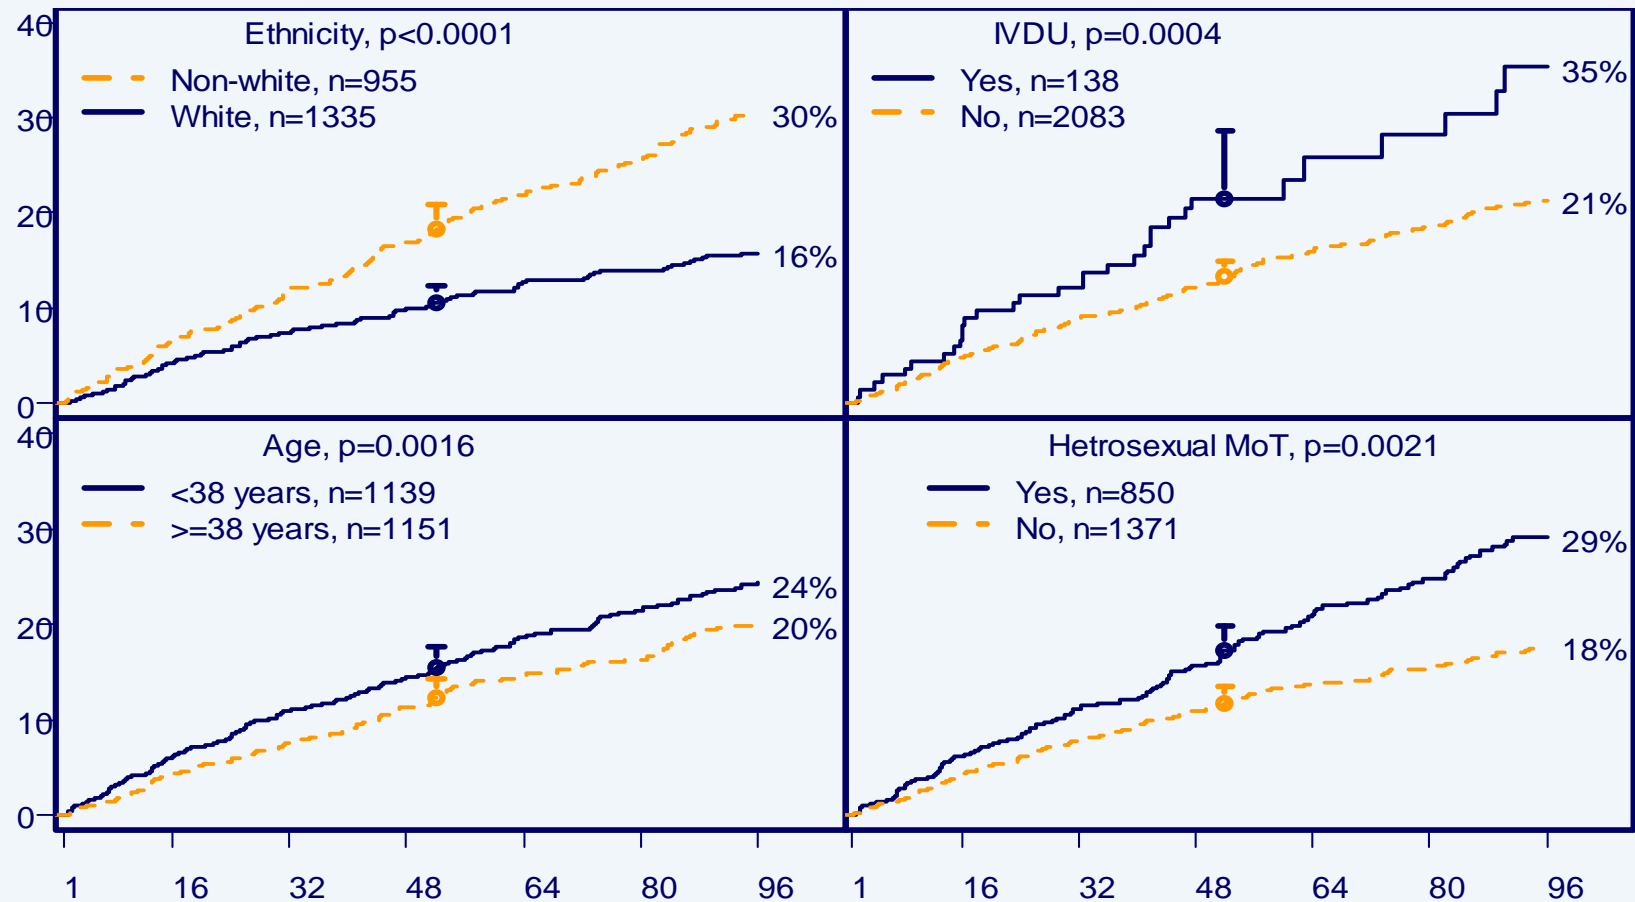 Ethnicity, p<0.0001
Non-white, n=955
White, n=1335
40
30
20
10
0
30%
16%
IVDU, p=0.0004
Yes, n=138
No, n=2083
35%
21%
Age, p=0.0016
<38 years, n=1139
>=38 years, n=1151
40
30
20
10
0
24%
20%
Hetrosexual MoT, p=0.0021
Yes, n=850
No, n=1371
29%
18%
1 16 32 48 64 80 96
1 16 32 48 64 80 96